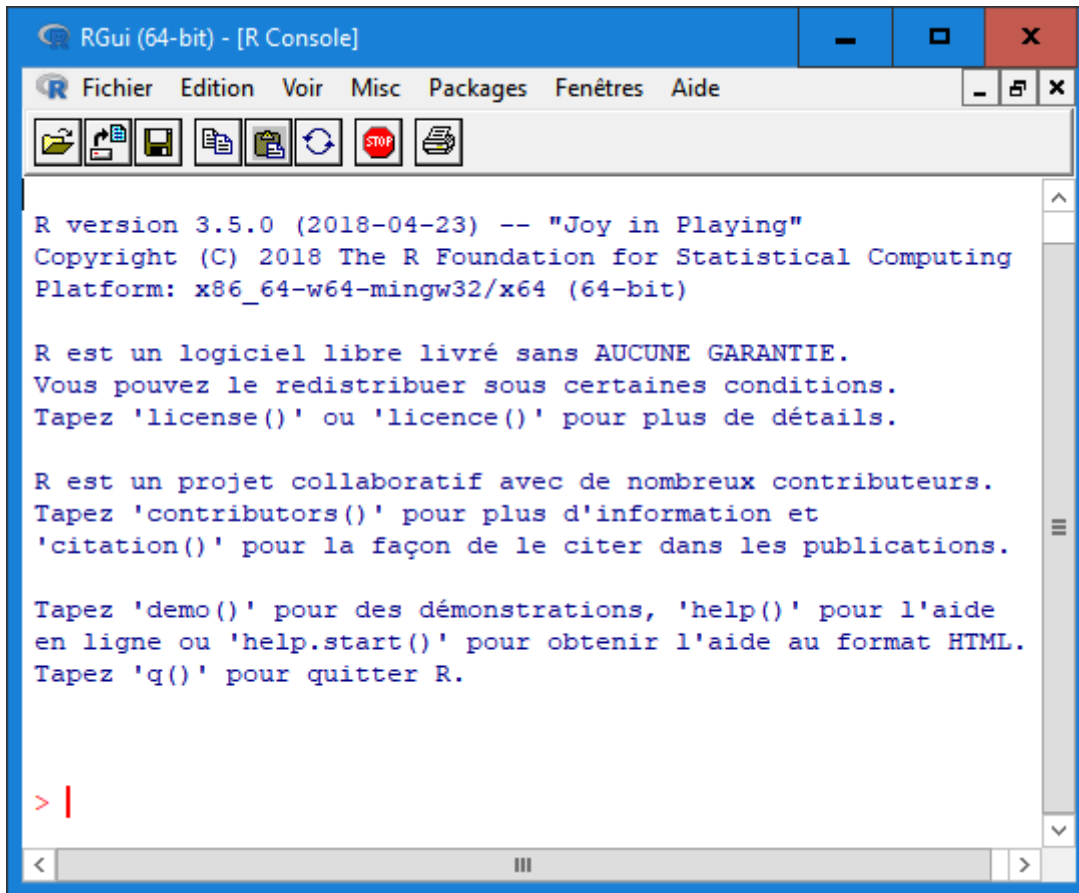 RGui (64-bit) - [R Console]
Fichier Edition Voir Misc Packages Fenêtres Aide
STOP
R version 3.5.0 (2018-04-23) -- "Joy in Playing"
Copyright (C) 2018 The R Foundation for Statistical Computing
Platform: x86_64-w64-mingw32/x64 (64-bit)
R est un logiciel libre livré sans AUCUNE GARANTIE.
Vous pouvez le redistribuer sous certaines conditions.
Tapez 'license()' ou 'licence()' pour plus de détails.
R est un projet collaboratif avec de nombreux contributeurs.
Tapez 'contributors()' pour plus d'information et
'citation()' pour la façon de le citer dans les publications.
Tapez 'demo()' pour des démonstrations, 'help()' pour l'aide
en ligne ou 'help.start()' pour obtenir l'aide au format HTML.
Tapez 'q()' pour quitter R.
>